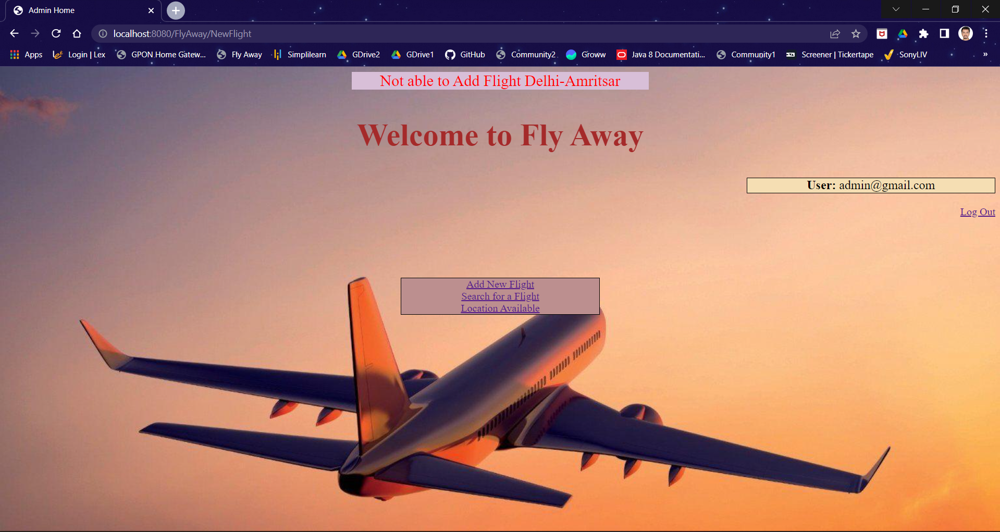 Admin Home
localhost:8080/FlyAway/NewFlight
Apps Login | Lex GPON Home Gatew... Fly Away Simplilearn GDrive2 GDrive1 GitHub Community2 Groww Java 8 Documentati... Community1 Screener | Tickertape SonyLIV »
Not able to Add Flight Delhi-Amritsar
Welcome to Fly Away
User: admin@gmail.com
Log Out
Add New Flight
Search for a Flight
Location Available